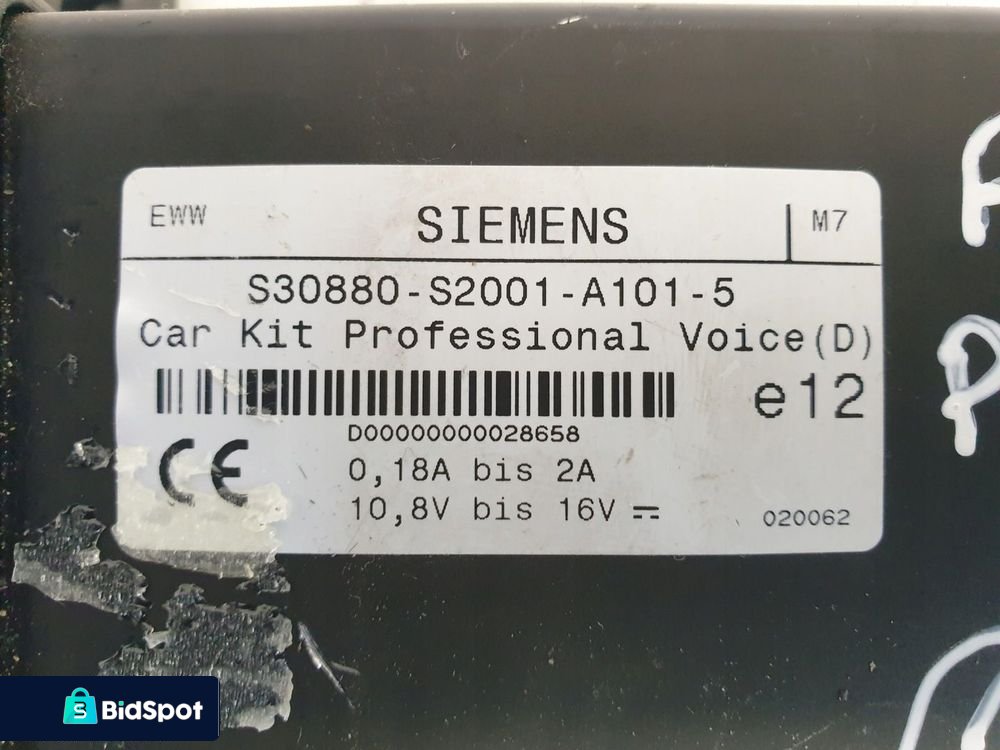 EWW SIEMENS M7
S30880-S2001-A101-5
Car Kit Professional Voice(D)
e12
D00000000028658
CE 0,18A bis 2A
10,8V bis 16V ⎓
020062
P
BidSpot